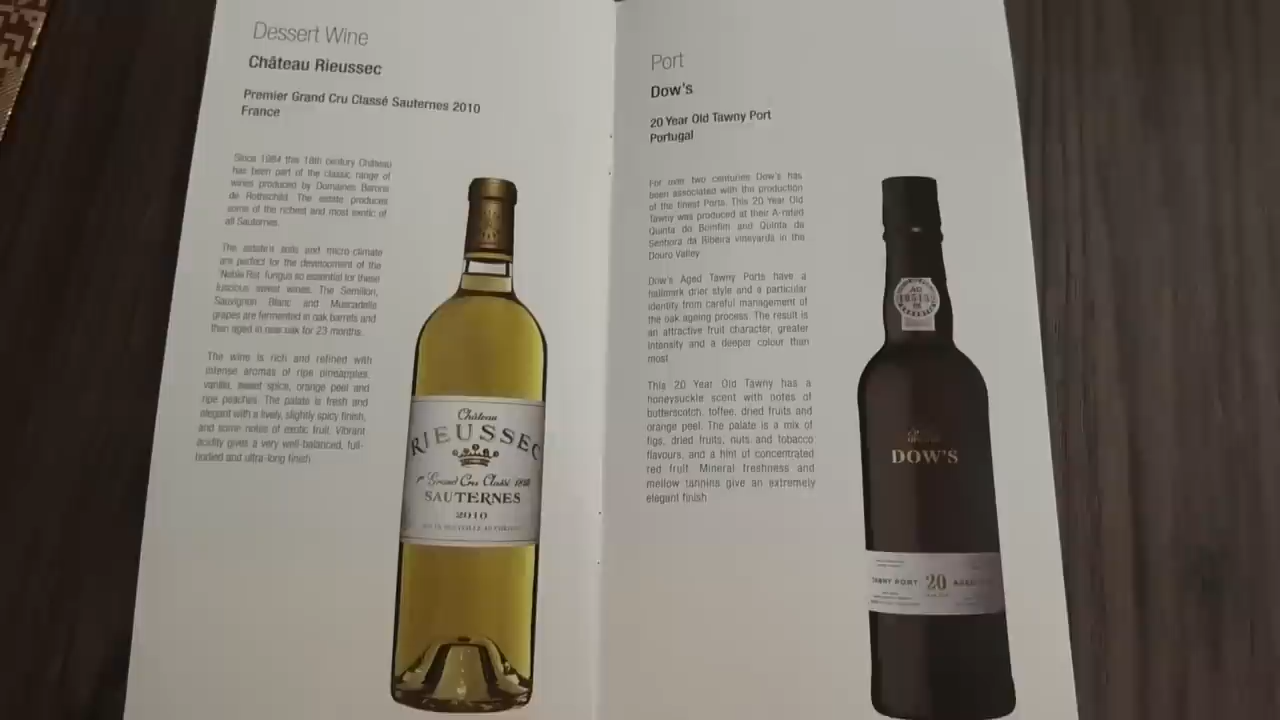 Dessert Wine
Château Rieussec
Premier Grand Cru Classé Sauternes 2010
France
Since 1984 this 18th century Château
has been part of the classic range of
wines produced by Domaines Barons
de Rothschild. The estate produces
some of the richest and most exotic of
all Sauternes.
The estate's soils and micro-climate
are perfect for the development of the
'Noble Rot' fungus so essential for these
luscious sweet wines. The Semillon,
Sauvignon Blanc and Muscadelle
grapes are fermented in oak barrels and
then aged in new oak for 23 months.
The wine is rich and refined with
intense aromas of ripe pineapples,
vanilla, sweet spice, orange peel and
ripe peaches. The palate is fresh and
elegant with a lively, slightly spicy finish,
and some notes of exotic fruit. Vibrant
acidity gives a very well-balanced, full-
bodied and ultra-long finish.
Château
RIEUSSEC
1er Grand Cru Classé
SAUTERNES
2010
Port
Dow's
20 Year Old Tawny Port
Portugal
For over two centuries Dow's has
been associated with the production
of the finest Ports. This 20 Year Old
Tawny was produced at their A-rated
Quinta do Bomfim and Quinta da
Senhora da Ribeira vineyards in the
Douro Valley.
Dow's Aged Tawny Ports have a
hallmark drier style and a particular
identity from careful management of
the oak ageing process. The result is
an attractive fruit character, greater
intensity and a deeper colour than
most.
This 20 Year Old Tawny has a
honeysuckle scent with notes of
butterscotch, toffee, dried fruits and
orange peel. The palate is a mix of
figs, dried fruits, nuts and tobacco
flavours, and a hint of concentrated
red fruit. Mineral freshness and
mellow tannins give an extremely
elegant finish.
DOW'S
TAWNY PORT 20 AGED